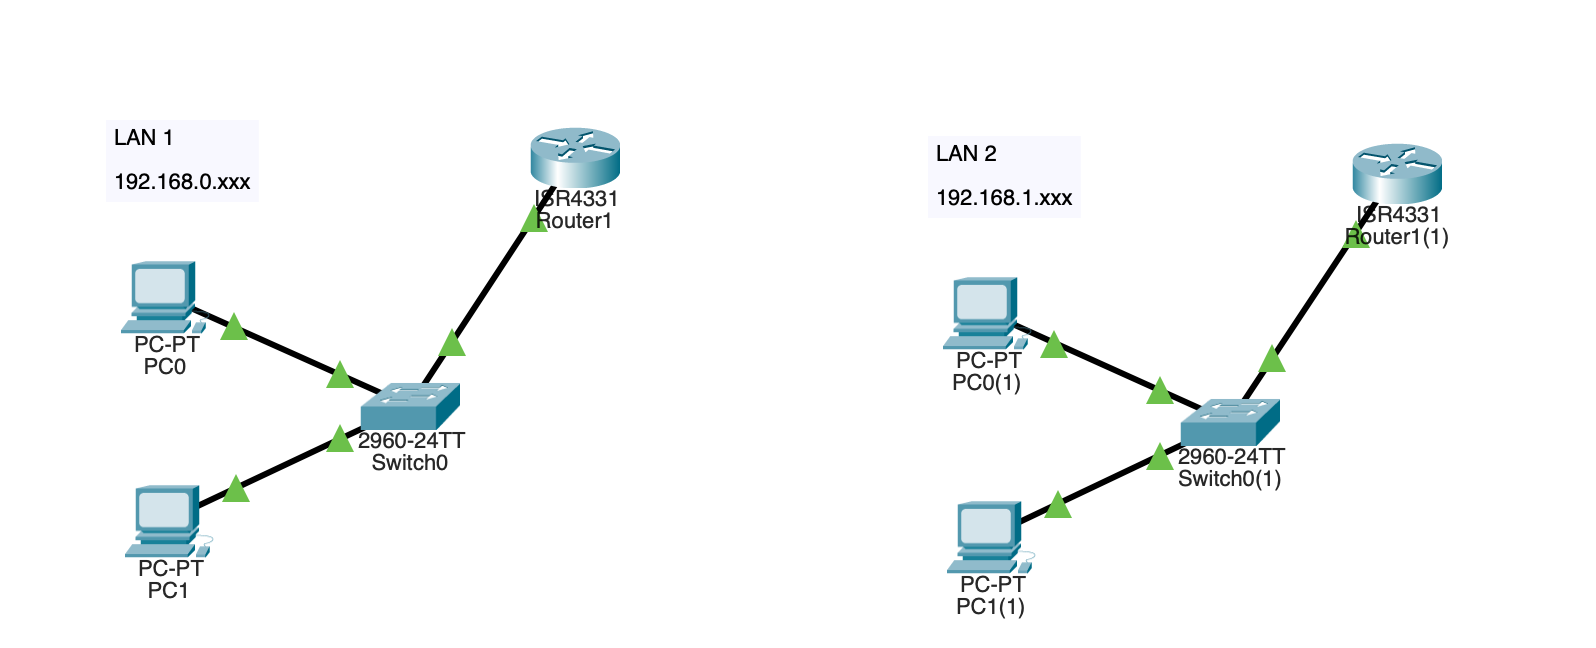 LAN 1
192.168.0.xxx
ISR4331
Router1
PC-PT
PC0
2960-24TT
Switch0
PC-PT
PC1
LAN 2
192.168.1.xxx
ISR4331
Router1(1)
PC-PT
PC0(1)
2960-24TT
Switch0(1)
PC-PT
PC1(1)